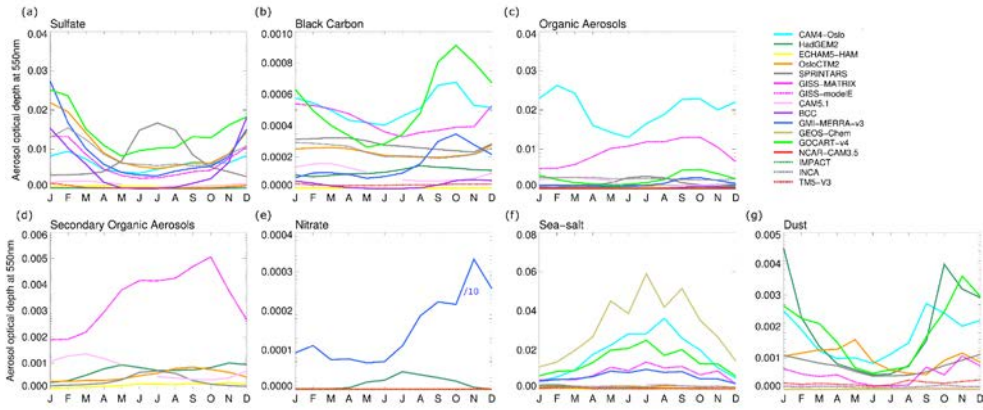 (a) Sulfate
(b) Black Carbon
(c) Organic Aerosols
Aerosol optical depth at 550nm
0.04
0.03
0.02
0.01
0.00
J F M A M J J A S O N D
0.0010
0.0008
0.0006
0.0004
0.0002
0.0000
J F M A M J J A S O N D
0.04
0.03
0.02
0.01
0.00
J F M A M J J A S O N D
CAM4-Oslo
HadGEM2
ECHAM5-HAM
OsloCTM2
SPRINTARS
GISS-MATRIX
GISS-modelE
CAM5.1
BCC
GMI-MERRA-v3
GEOS-Chem
GOCART-v4
NCAR-CAM3.5
IMPACT
INCA
TM5-V3
(d) Secondary Organic Aerosols
(e) Nitrate
(f) Sea-salt
(g) Dust
Aerosol optical depth at 550nm
0.006
0.005
0.004
0.003
0.002
0.001
0.000
J F M A M J J A S O N D
0.0004
0.0003
0.0002
0.0001
0.0000
/10
J F M A M J J A S O N D
0.08
0.06
0.04
0.02
0.00
J F M A M J J A S O N D
0.005
0.004
0.003
0.002
0.001
0.000
J F M A M J J A S O N D